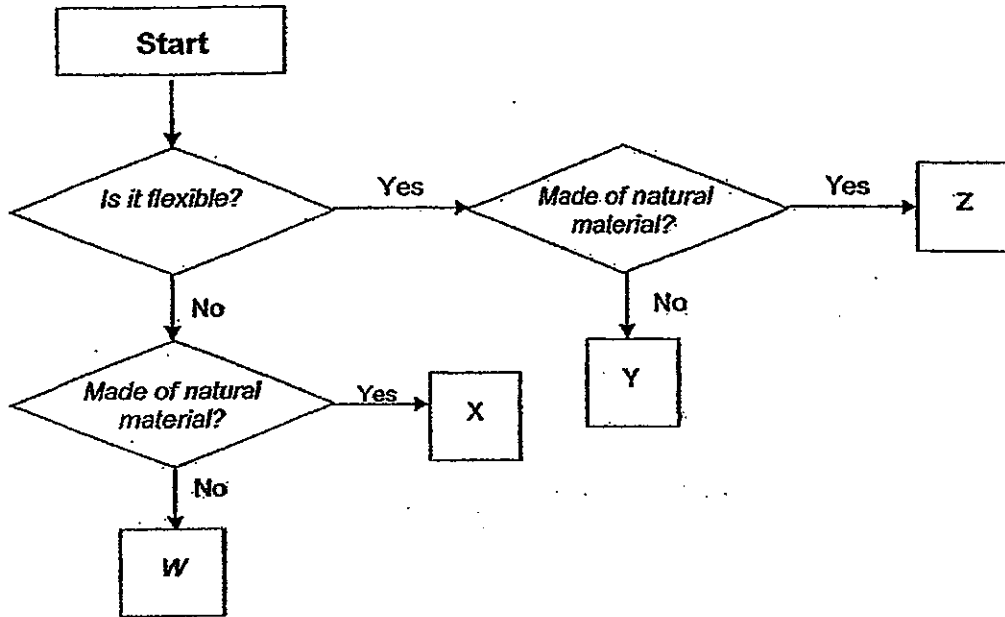 Start
Is it flexible?
Yes
Made of natural
material?
Yes
Z
No
No
Y
Made of natural
material?
Yes
X
No
W